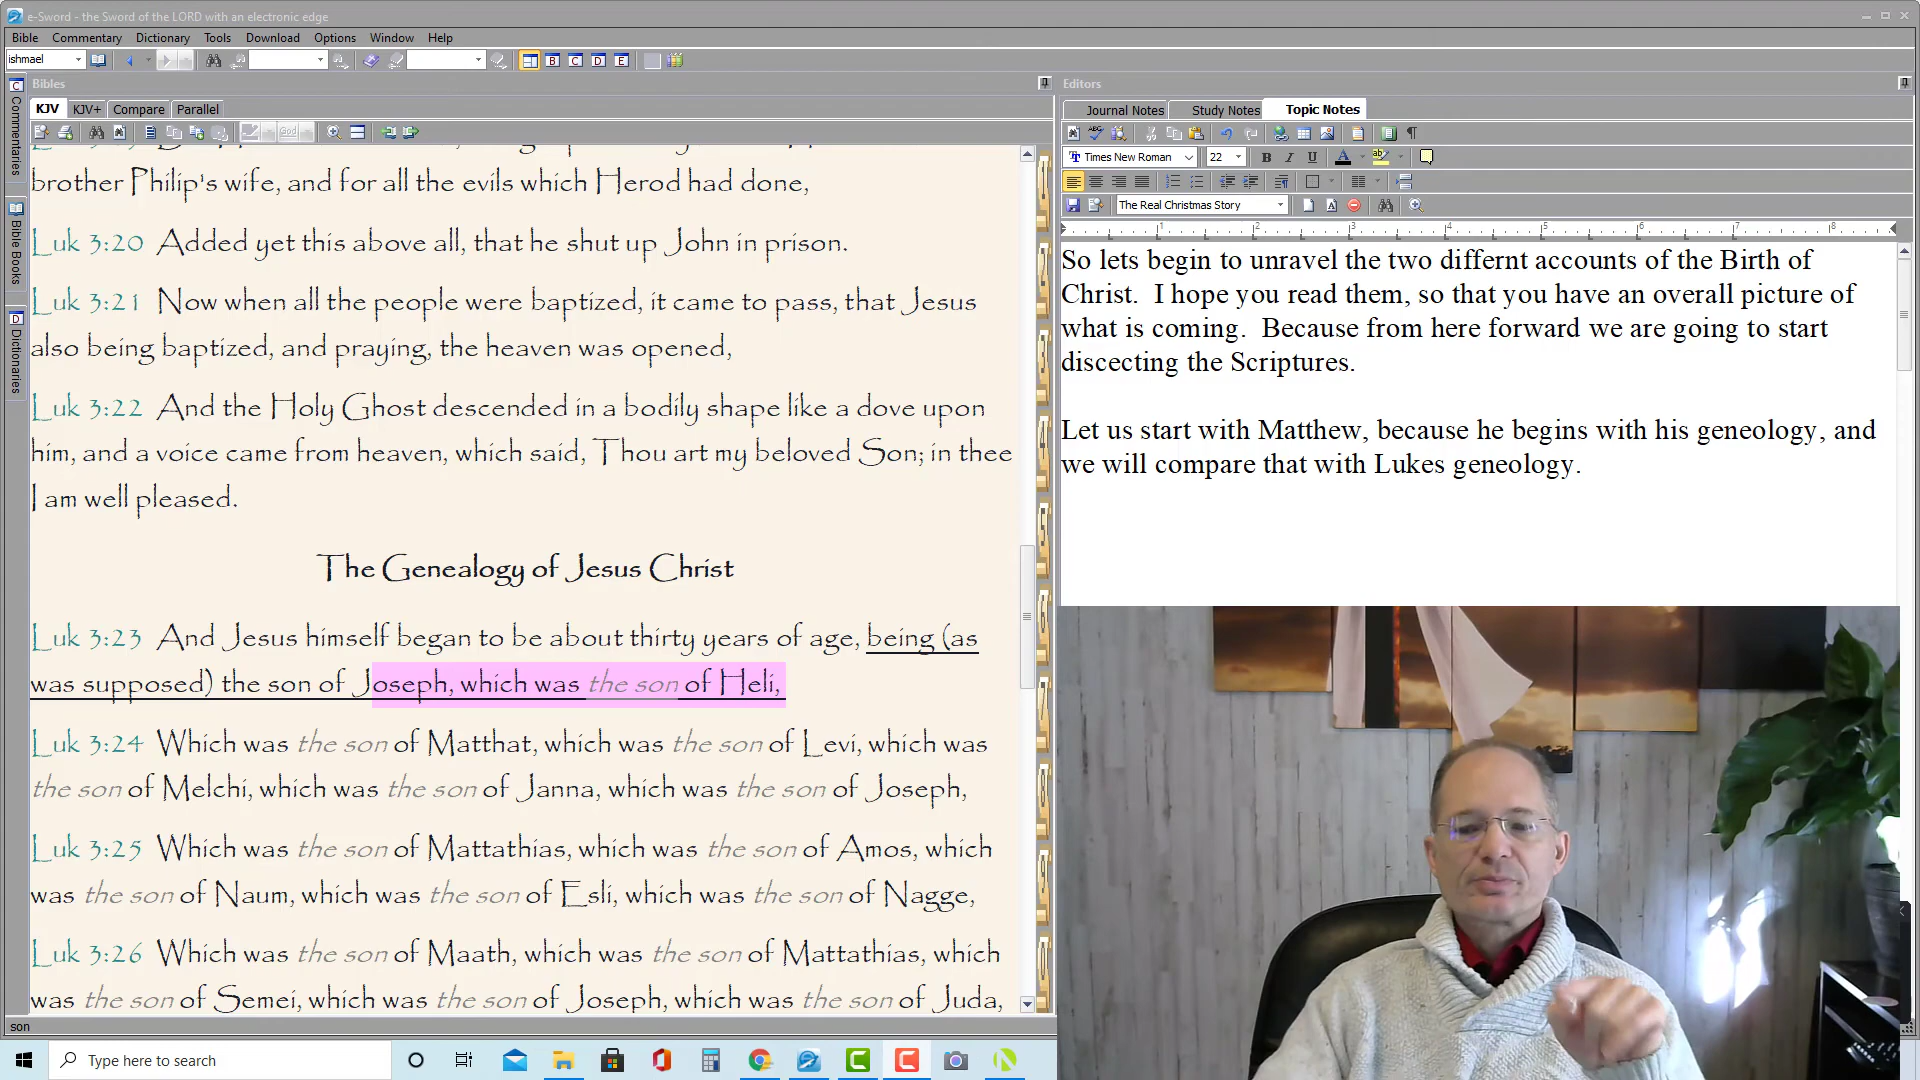 e-Sword - the Sword of the LORD with an electronic edge
Bible Commentary Dictionary Tools Download Options Window Help
ishmael
B C D E
Bibles
KJV KJV+ Compare Parallel
C Commentaries
Bible Books
D Dictionaries
brother Philip's wife, and for all the evils which Herod had done,
Luk 3:20 Added yet this above all, that he shut up John in prison.
Luk 3:21 Now when all the people were baptized, it came to pass, that Jesus
also being baptized, and praying, the heaven was opened,
Luk 3:22 And the Holy Ghost descended in a bodily shape like a dove upon
him, and a voice came from heaven, which said, Thou art my beloved Son; in thee
I am well pleased.
The Genealogy of Jesus Christ
Luk 3:23 And Jesus himself began to be about thirty years of age, being (as
was supposed) the son of Joseph, which was the son of Heli,
Luk 3:24 Which was the son of Matthat, which was the son of Levi, which was
the son of Melchi, which was the son of Janna, which was the son of Joseph,
Luk 3:25 Which was the son of Mattathias, which was the son of Amos, which
was the son of Naum, which was the son of Esli, which was the son of Nagge,
Luk 3:26 Which was the son of Maath, which was the son of Mattathias, which
was the son of Semei, which was the son of Joseph, which was the son of Juda,
son
Editors
Journal Notes Study Notes Topic Notes
Times New Roman 22 B I U A ab
The Real Christmas Story
1 2 3 4 5 6 7 8
So lets begin to unravel the two differnt accounts of the Birth of
Christ. I hope you read them, so that you have an overall picture of
what is coming. Because from here forward we are going to start
discecting the Scriptures.
Let us start with Matthew, because he begins with his geneology, and
we will compare that with Lukes geneology.
Type here to search